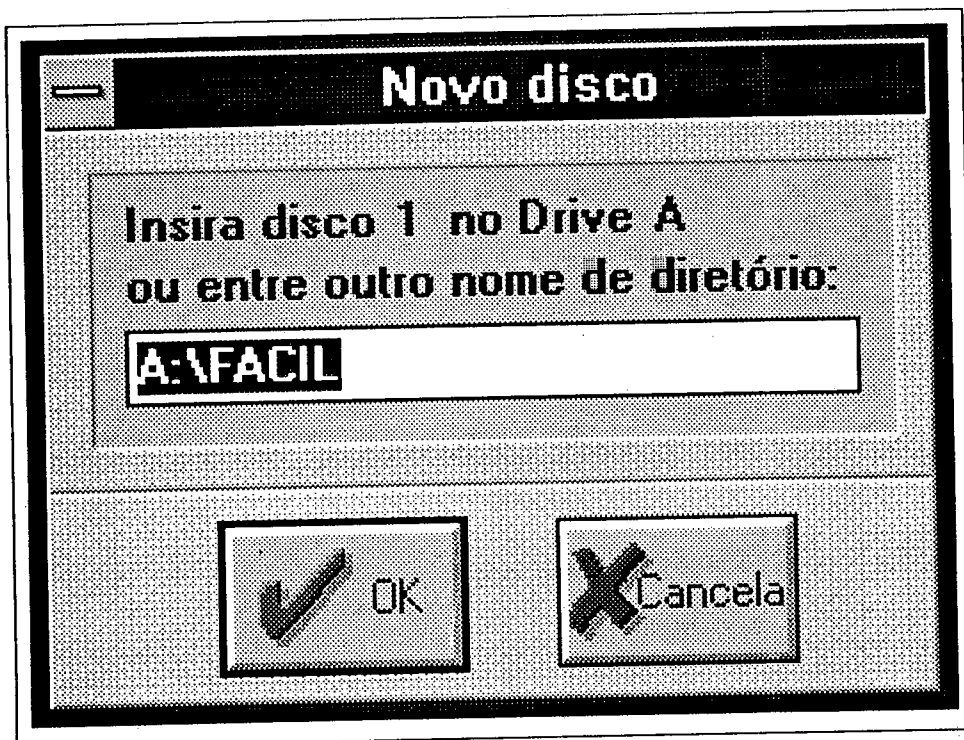 Novo disco
Insira disco 1 no Drive A
ou entre outro nome de diretório:
A:\FACIL
OK
Cancela